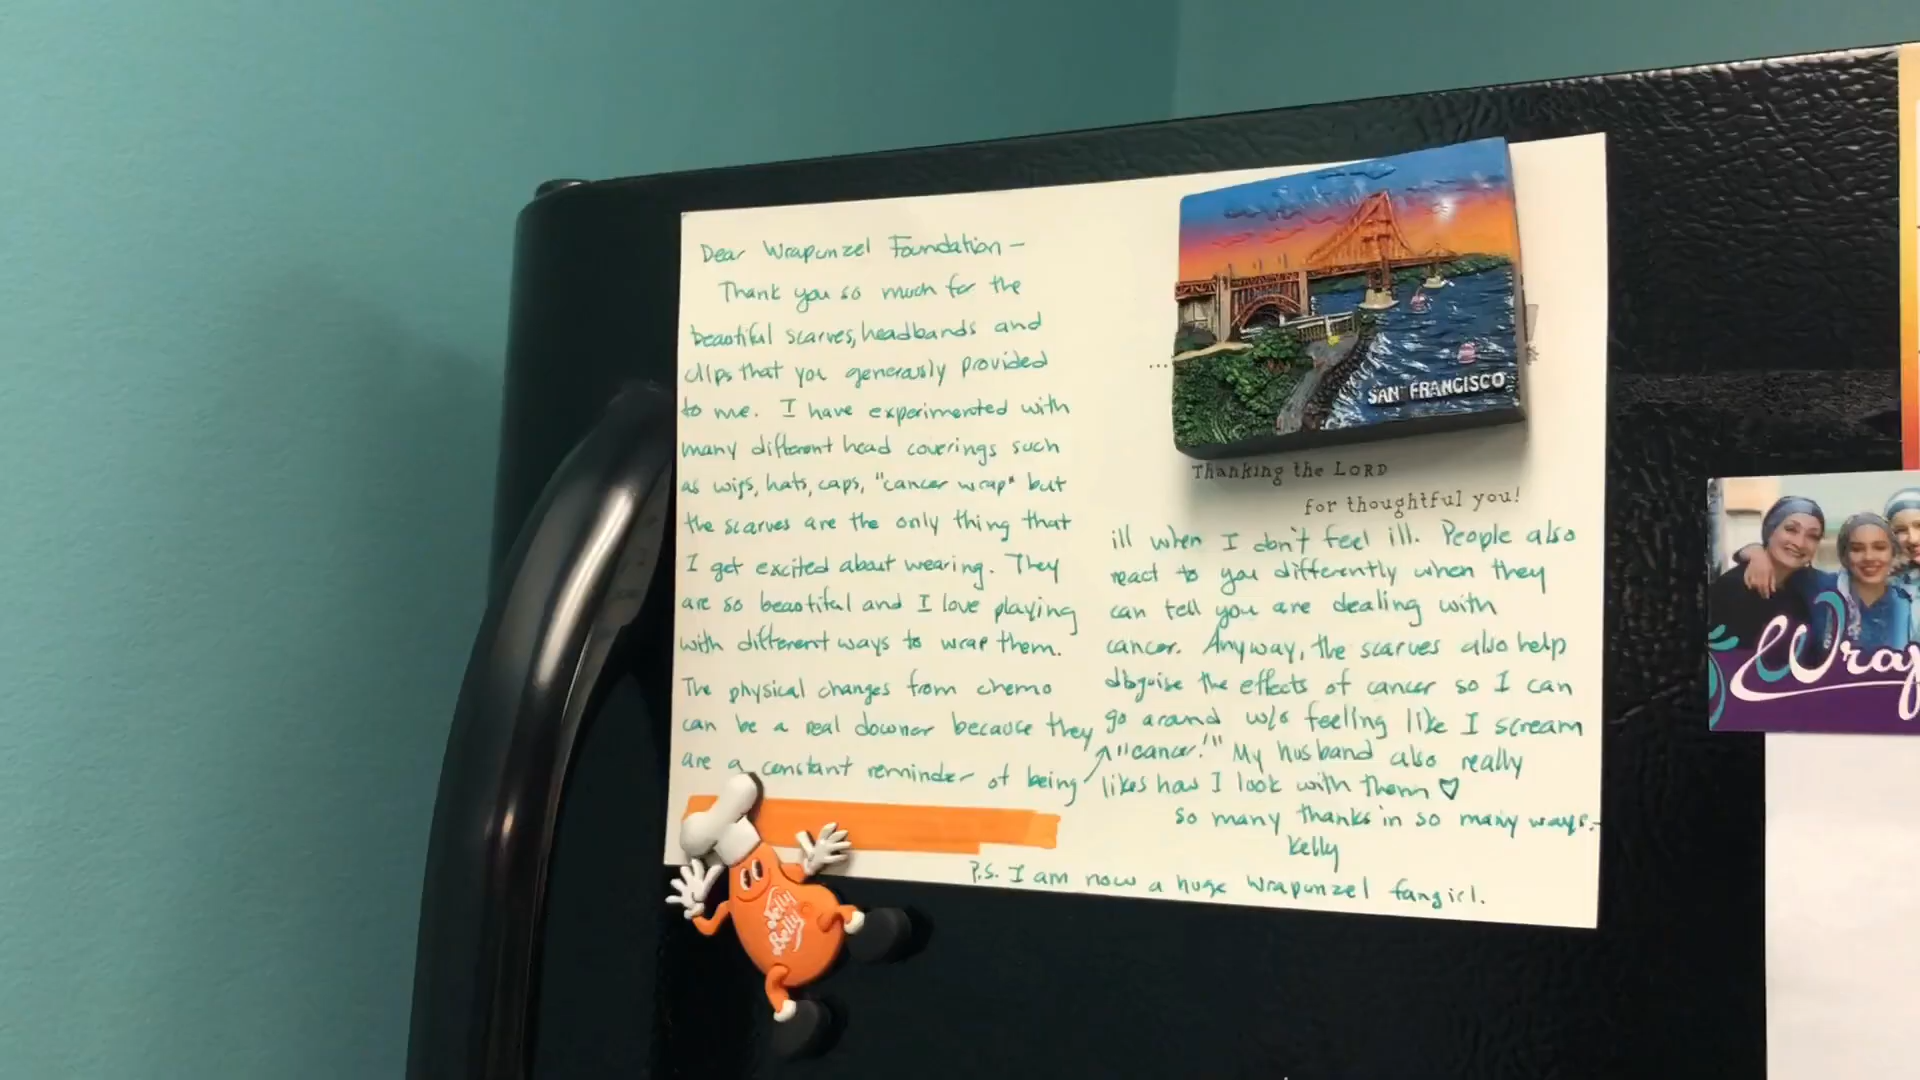 Dear Wrapunzel Foundation –
Thank you so much for the
beautiful scarves, headbands and
clips that you generously provided
to me. I have experimented with
many different head coverings such
as wigs, hats, caps, "cancer wrap" but
the scarves are the only thing that
I get excited about wearing. They
are so beautiful and I love playing
with different ways to wrap them.
The physical changes from chemo
can be a real downer because they
are a constant reminder of being
SAN FRANCISCO
Thanking the LORD
for thoughtful you!
ill when I don't feel ill. People also
react to you differently when they
can tell you are dealing with
cancer. Anyway, the scarves also help
disguise the effects of cancer so I can
go around w/o feeling like I scream
"cancer!" My husband also really
likes how I look with them ♡
So many thanks in so many ways –
Kelly
P.S. I am now a huge Wrapunzel fangirl.
Jelly
Belly